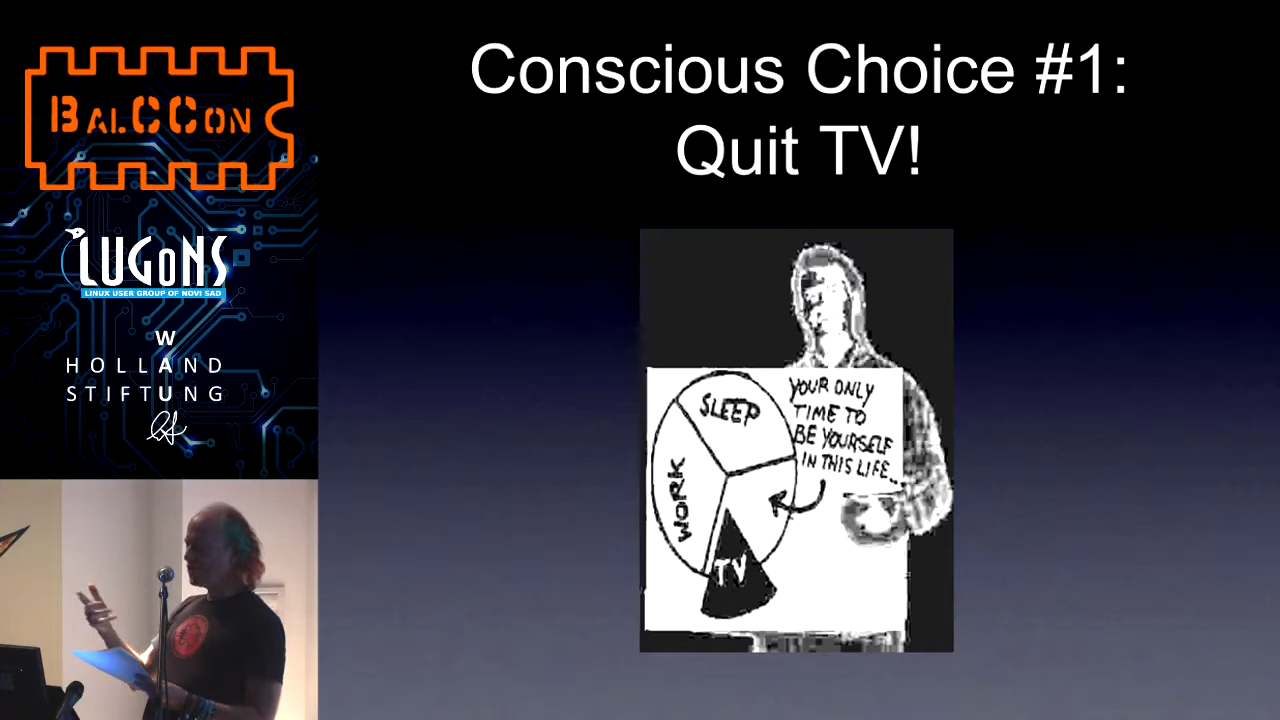 BALCCON
LUGONS
LINUX USER GROUP OF NOVI SAD
W
HOLLAND
A
STIFTUNG
U
Conscious Choice #1:
Quit TV!
SLEEP
WORK
TV
YOUR ONLY
TIME TO
BE YOURSELF
IN THIS LIFE...